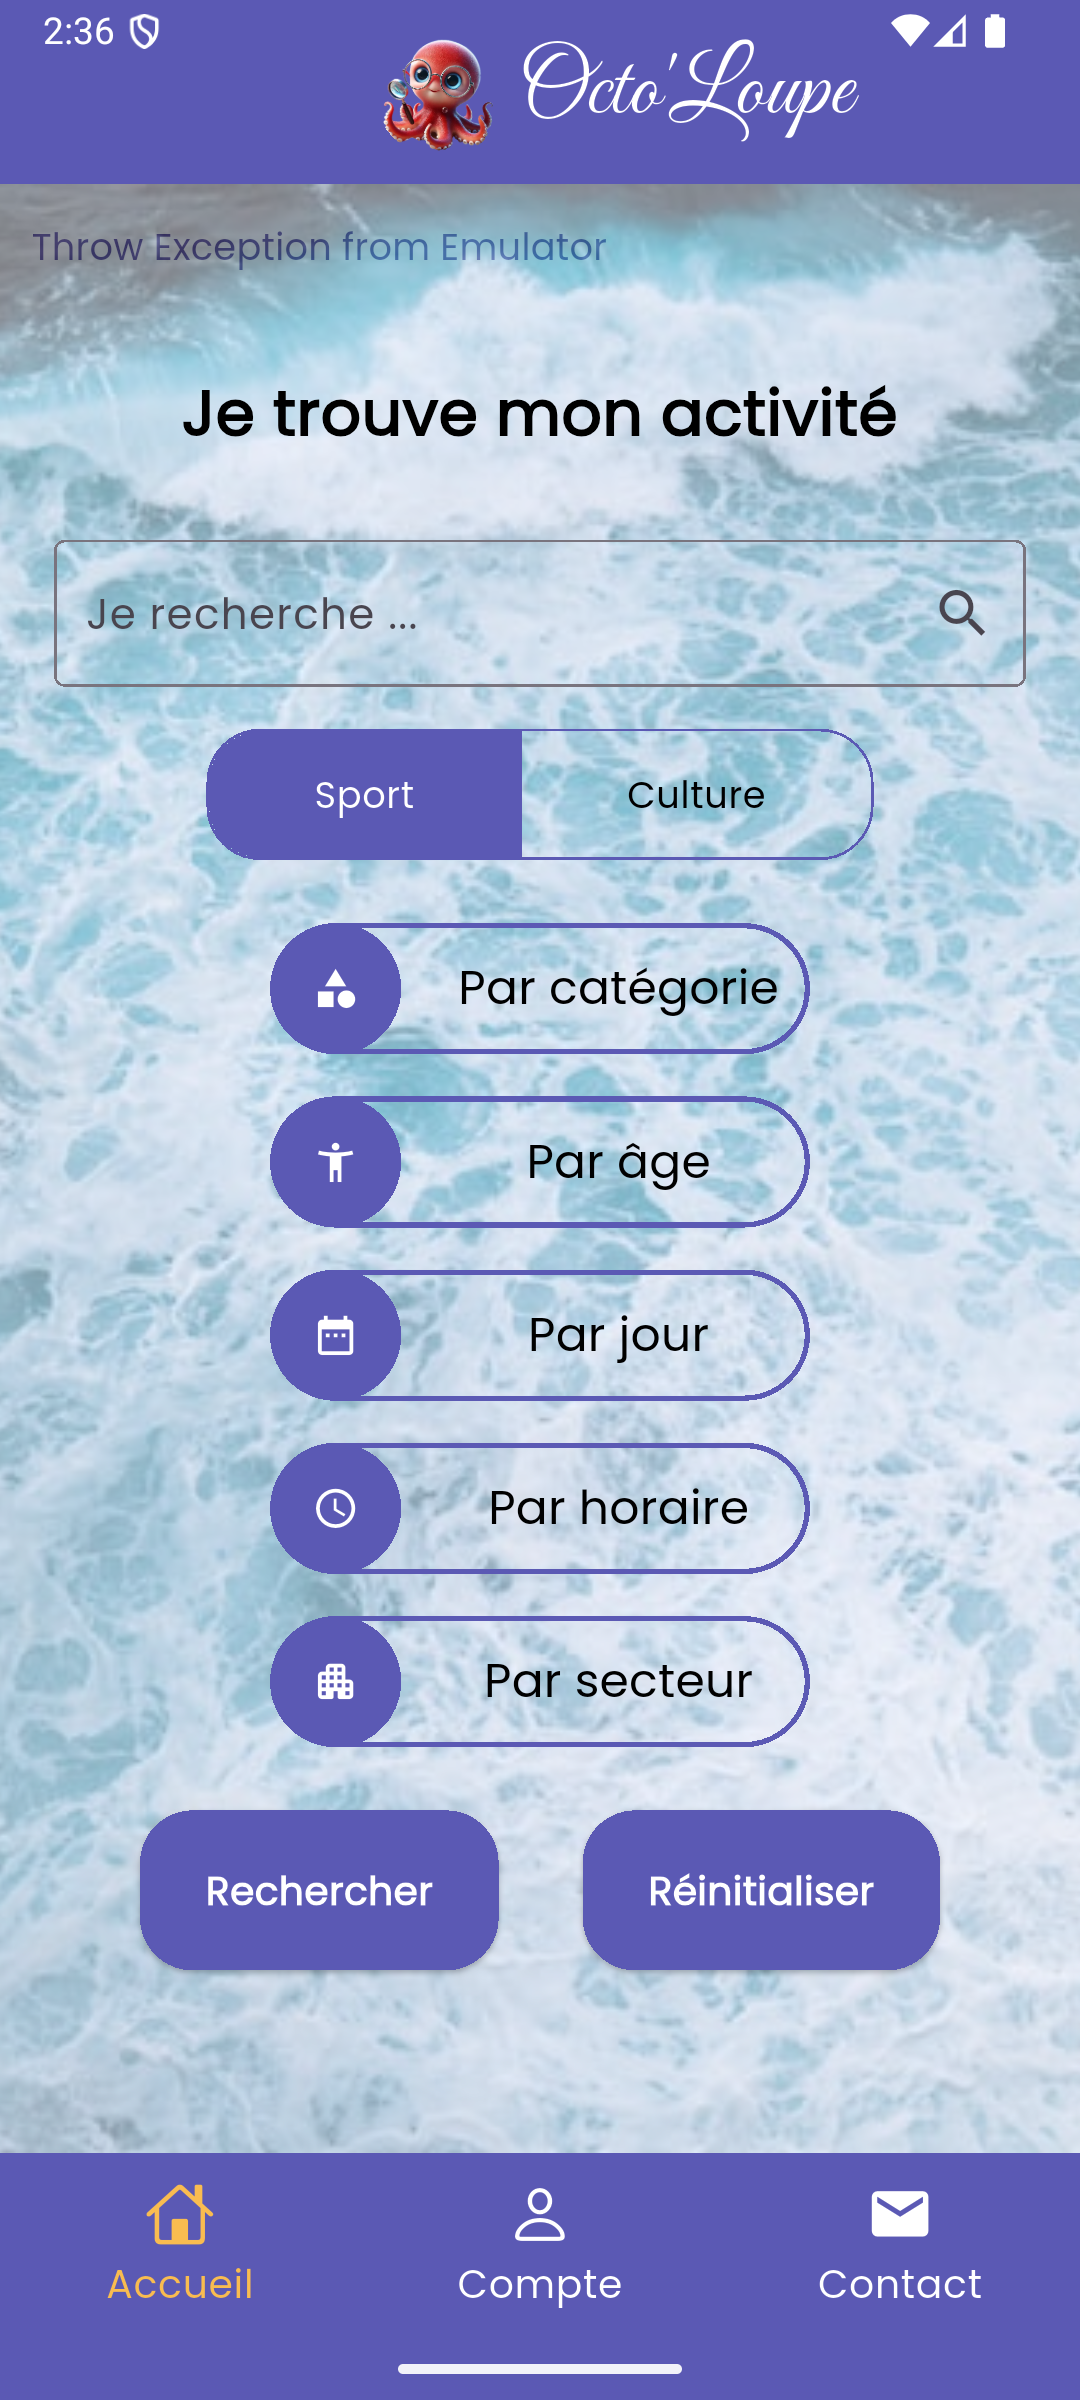 2:36
Octo'Loupe
Throw Exception from Emulator
Je trouve mon activité
Je recherche ...
Sport
Culture
Par catégorie
Par âge
Par jour
Par horaire
Par secteur
Rechercher
Réinitialiser
Accueil
Compte
Contact